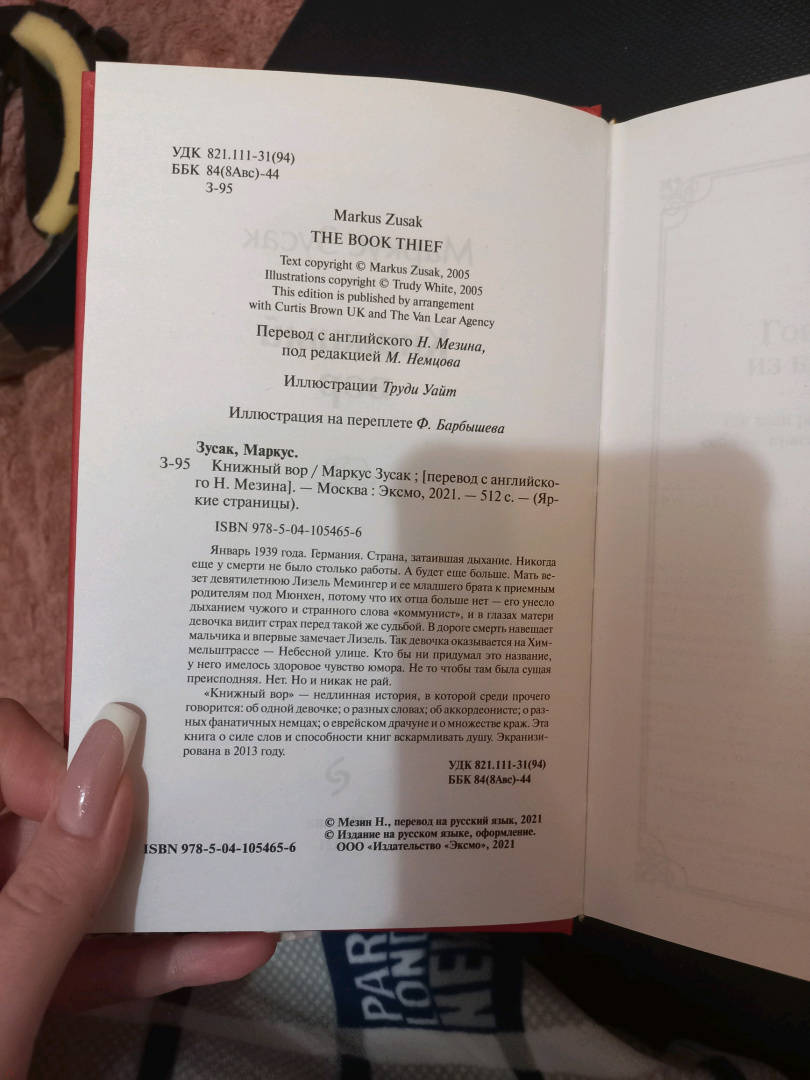 УДК 821.111-31(94)
ББК 84(8Авс)-44
З-95
Markus Zusak
THE BOOK THIEF
Text copyright © Markus Zusak, 2005
Illustrations copyright © Trudy White, 2005
This edition is published by arrangement
with Curtis Brown UK and The Van Lear Agency
Перевод с английского Н. Мезина,
под редакцией М. Немцова
Иллюстрации Труди Уайт
Иллюстрация на переплете Ф. Барбышева
Зусак, Маркус.
З-95 Книжный вор / Маркус Зусак ; [перевод с английско-
го Н. Мезина]. — Москва : Эксмо, 2021. — 512 с. — (Яр-
кие страницы).
ISBN 978-5-04-105465-6
Январь 1939 года. Германия. Страна, затаившая дыхание. Никогда
еще у смерти не было столько работы. А будет еще больше. Мать ве-
зет девятилетнюю Лизель Мемингер и ее младшего брата к приемным
родителям под Мюнхен, потому что их отца больше нет — его унесло
дыханием чужого и странного слова «коммунист», и в глазах матери
девочка видит страх перед такой же судьбой. В дороге смерть навещает
мальчика и впервые замечает Лизель. Так девочка оказывается на Хим-
мельштрассе — Небесной улице. Кто бы ни придумал это название,
у него имелось здоровое чувство юмора. Не то чтобы там была сущая
преисподняя. Нет. Но и никак не рай.
«Книжный вор» — недлинная история, в которой среди прочего
говорится: об одной девочке; о разных словах; об аккордеонисте; о раз-
ных фанатичных немцах; о еврейском драчуне и о множестве краж. Эта
книга о силе слов и способности книг вскармливать душу. Экранизи-
рована в 2013 году.
УДК 821.111-31(94)
ББК 84(8Авс)-44
© Мезин Н., перевод на русский язык, 2021
© Издание на русском языке, оформление.
ООО «Издательство «Эксмо», 2021
ISBN 978-5-04-105465-6
PAR
LOND
NEW